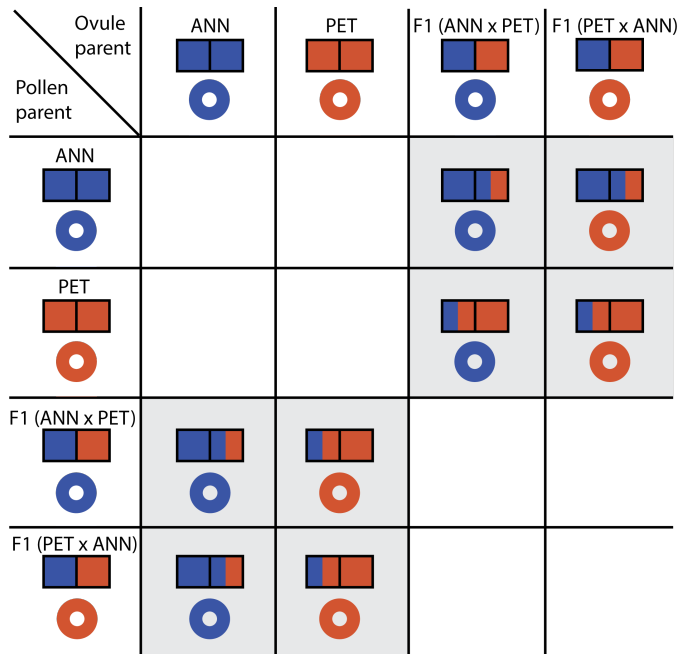 Ovule
parent
ANN
PET
F1 (ANN x PET)
F1 (PET x ANN)
Pollen
parent
ANN
PET
F1 (ANN x PET)
F1 (PET x ANN)